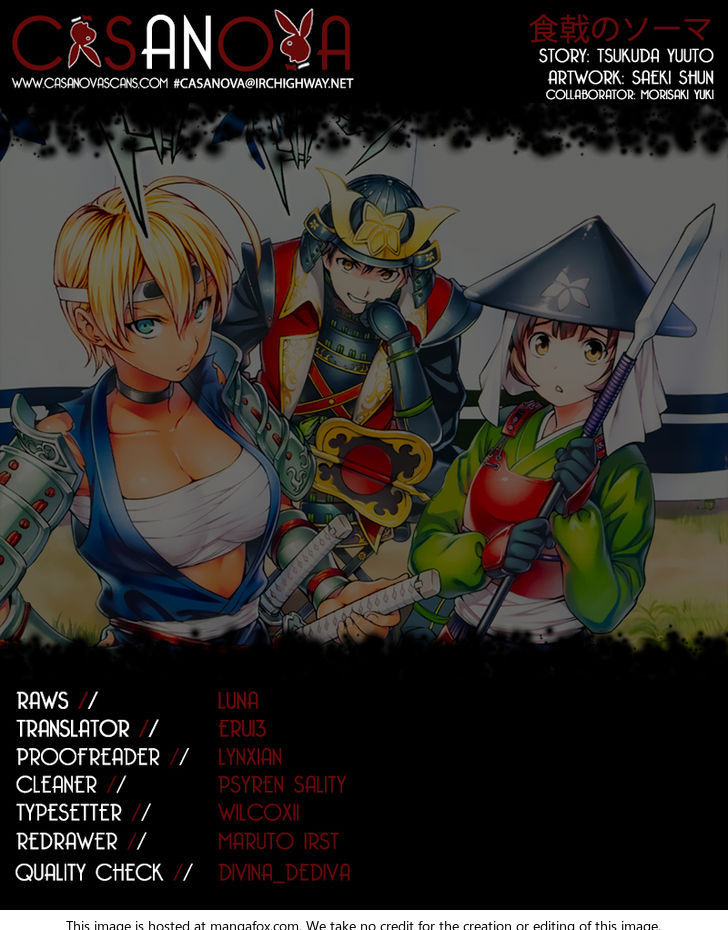 CASANOVA
WWW.CASANOVASCANS.COM #CASANOVA@IRCHIGHWAY.NET
食戟のソーマ
STORY: TSUKUDA YUUTO
ARTWORK: SAEKI SHUN
COLLABORATOR: MORISAKI YUKI
RAWS // LUNA
TRANSLATOR // ERU13
PROOFREADER // LYNXIAN
CLEANER // PSYREN SALITY
TYPESETTER // WILCOXII
REDRAWER // MARUTO IRST
QUALITY CHECK // DIVINA_DEDIVA
This image is hosted at mangafox.com. We take no credit for the creation or editing of this image.